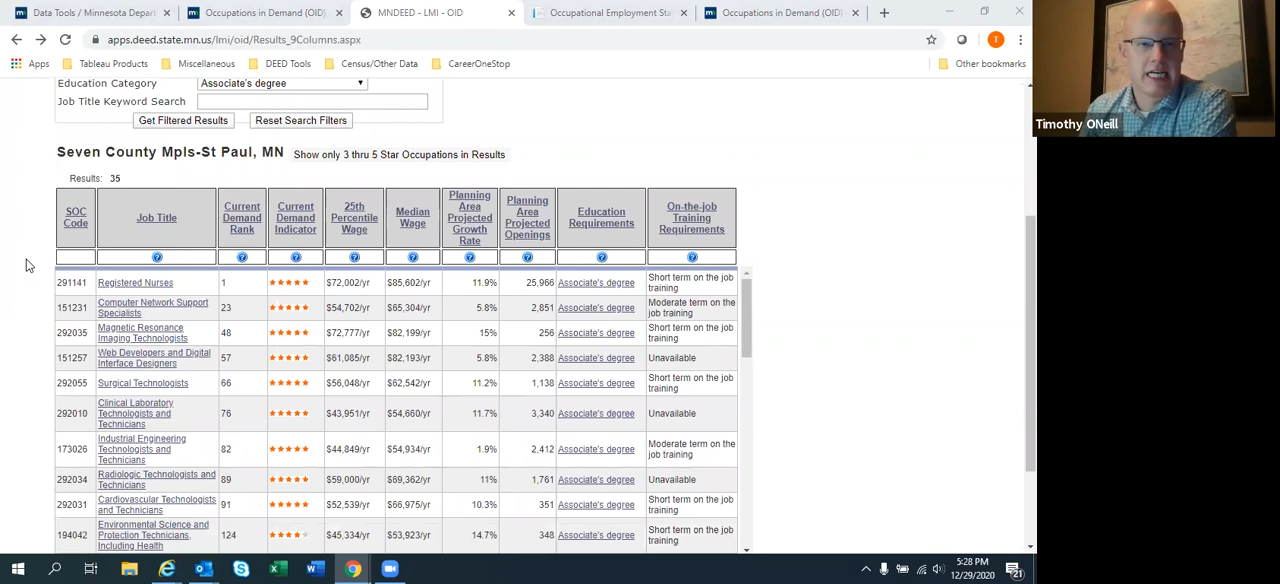 Data Tools / Minnesota Depart
Occupations in Demand (OID)
MNDEED - LMI - OID
Occupational Employment Sta
Occupations in Demand (OID)
apps.deed.state.mn.us/lmi/oid/Results_9Columns.aspx
T
Apps Tableau Products Miscellaneous DEED Tools Census/Other Data CareerOneStop Other bookmarks
Education Category Associate's degree
Job Title Keyword Search
Get Filtered Results Reset Search Filters
Seven County Mpls-St Paul, MN Show only 3 thru 5 Star Occupations in Results
Results: 35
SOC Code Job Title Current Demand Rank Current Demand Indicator 25th Percentile Wage Median Wage Planning Area Projected Growth Rate Planning Area Projected Openings Education Requirements On-the-job Training Requirements
291141 Registered Nurses 1 $72,002/yr $85,602/yr 11.9% 25,966 Associate's degree Short term on the job training
151231 Computer Network Support Specialists 23 $54,702/yr $65,304/yr 5.8% 2,851 Associate's degree Moderate term on the job training
292035 Magnetic Resonance Imaging Technologists 48 $72,777/yr $82,199/yr 15% 256 Associate's degree Short term on the job training
151257 Web Developers and Digital Interface Designers 57 $61,085/yr $82,193/yr 5.8% 2,388 Associate's degree Unavailable
292055 Surgical Technologists 66 $56,048/yr $62,542/yr 11.2% 1,138 Associate's degree Short term on the job training
292010 Clinical Laboratory Technologists and Technicians 76 $43,951/yr $54,660/yr 11.7% 3,340 Associate's degree Unavailable
173026 Industrial Engineering Technologists and Technicians 82 $44,849/yr $54,934/yr 1.9% 2,412 Associate's degree Moderate term on the job training
292034 Radiologic Technologists and Technicians 89 $59,000/yr $69,362/yr 11% 1,761 Associate's degree Unavailable
292031 Cardiovascular Technologists and Technicians 91 $52,539/yr $66,975/yr 10.3% 351 Associate's degree Short term on the job training
194042 Environmental Science and Protection Technicians, Including Health 124 $45,334/yr $53,923/yr 14.7% 348 Associate's degree Short term on the job training
Timothy ONeill
5:28 PM
12/29/2020
21